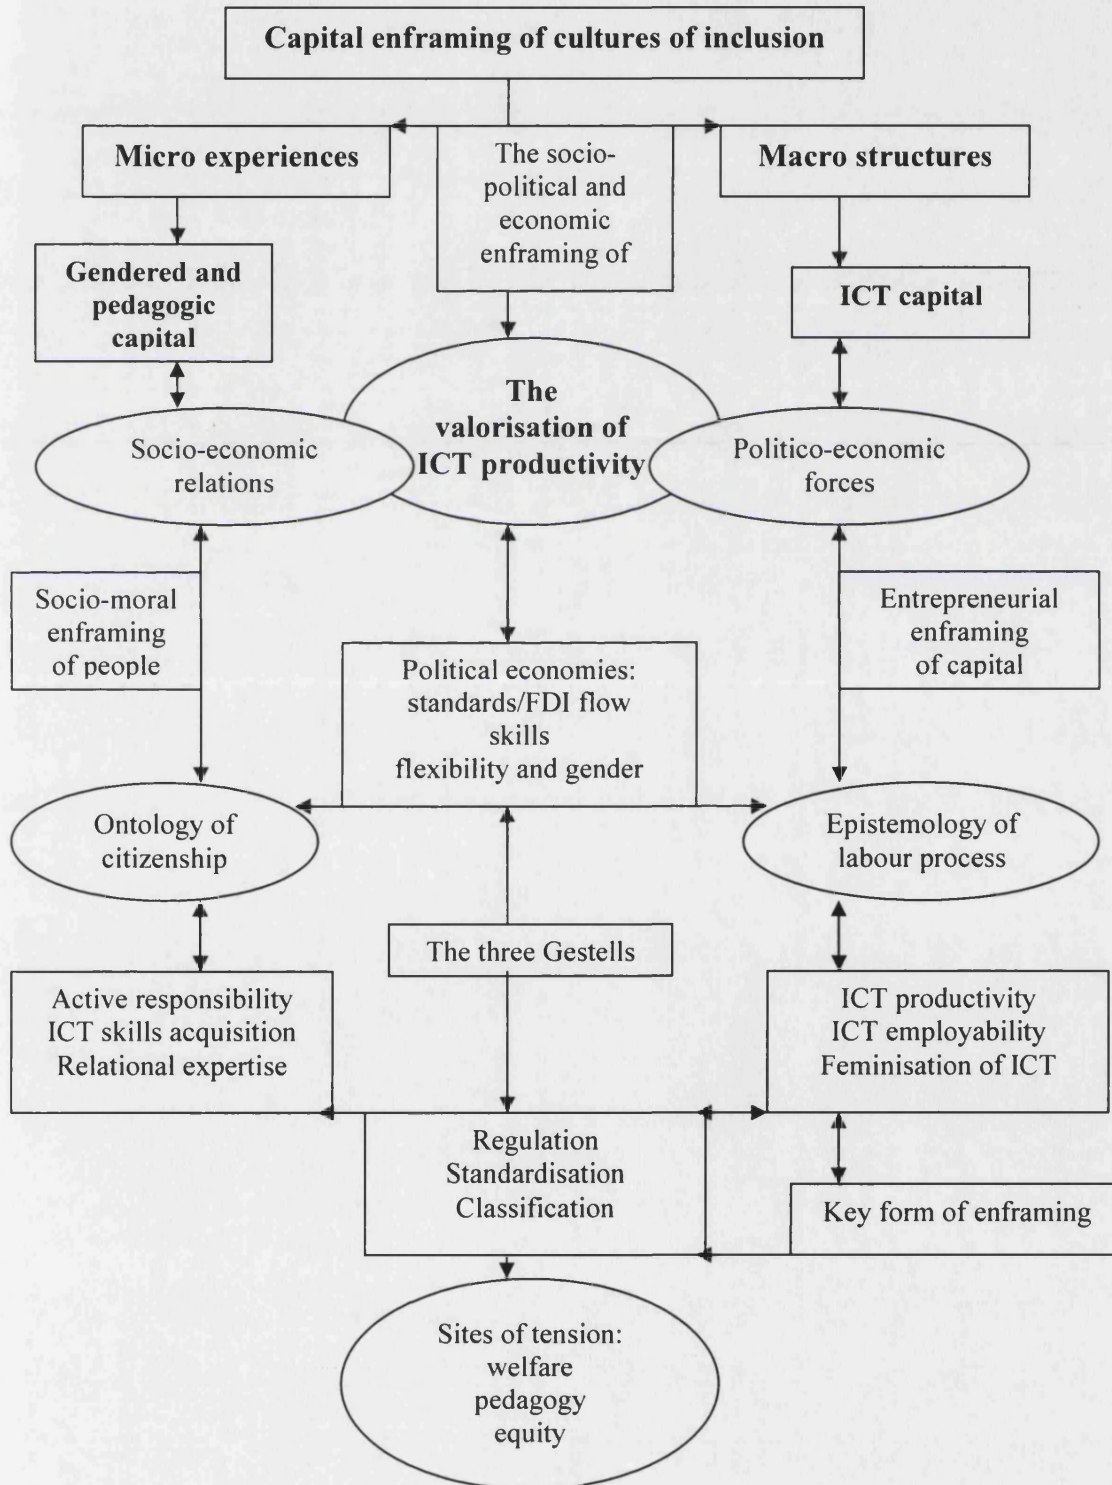 Capital enframing of cultures of inclusion
Micro experiences
The socio-
political and
economic
enframing of
Macro structures
Gendered and
pedagogic
capital
ICT capital
The
valorisation of
ICT productivity
Socio-economic
relations
Politico-economic
forces
Socio-moral
enframing
of people
Entrepreneurial
enframing
of capital
Political economies:
standards/FDI flow
skills
flexibility and gender
Ontology of
citizenship
Epistemology of
labour process
The three Gestells
Active responsibility
ICT skills acquisition
Relational expertise
ICT productivity
ICT employability
Feminisation of ICT
Regulation
Standardisation
Classification
Key form of enframing
Sites of tension:
welfare
pedagogy
equity